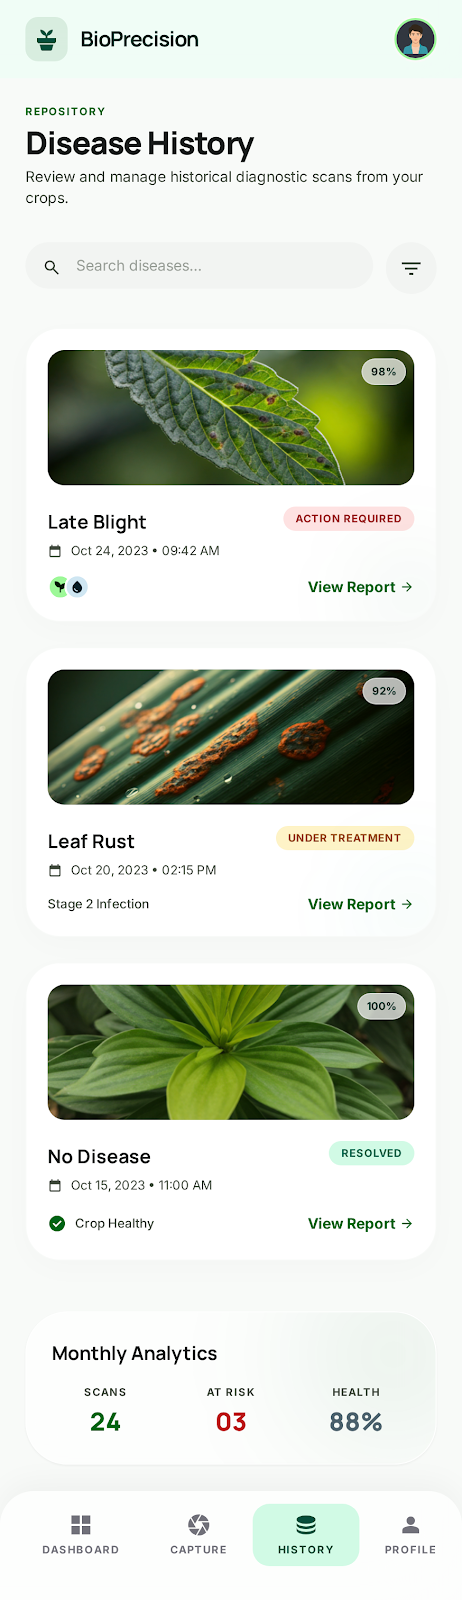 BioPrecision
REPOSITORY
Disease History
Review and manage historical diagnostic scans from your
crops.
Search diseases...
98%
Late Blight
ACTION REQUIRED
Oct 24, 2023 • 09:42 AM
View Report →
92%
Leaf Rust
UNDER TREATMENT
Oct 20, 2023 • 02:15 PM
Stage 2 Infection
View Report →
100%
No Disease
RESOLVED
Oct 15, 2023 • 11:00 AM
Crop Healthy
View Report →
Monthly Analytics
SCANS AT RISK HEALTH
24 03 88%
DASHBOARD CAPTURE HISTORY PROFILE